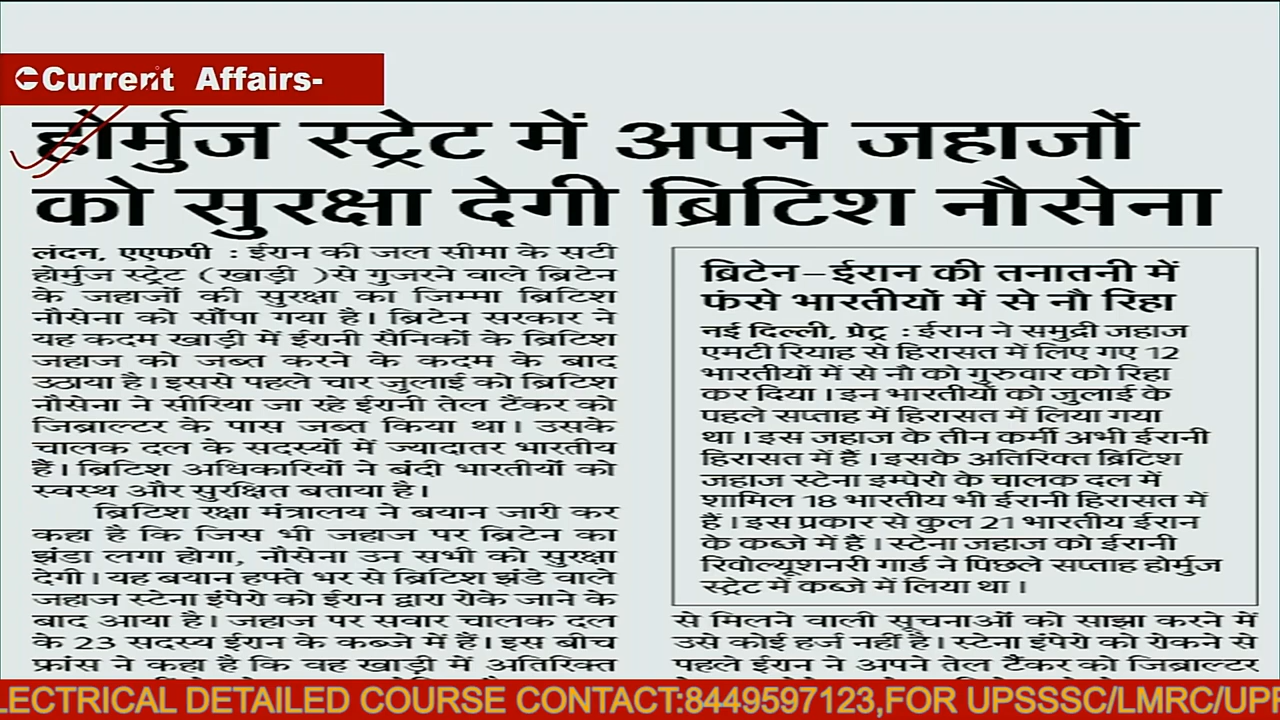 Current Affairs-
होर्मुज स्ट्रेट में अपने जहाजों
को सुरक्षा देगी ब्रिटिश नौसेना
लंदन, एएफपी : ईरान की जल सीमा के सटी
होर्मुज स्ट्रेट (खाड़ी )से गुजरने वाले ब्रिटेन
के जहाजों की सुरक्षा का जिम्मा ब्रिटिश
नौसेना को सौंपा गया है। ब्रिटेन सरकार ने
यह कदम खाड़ी में ईरानी सैनिकों के ब्रिटिश
जहाज को जब्त करने के कदम के बाद
उठाया है। इससे पहले चार जुलाई को ब्रिटिश
नौसेना ने सीरिया जा रहे ईरानी तेल टैंकर को
जिब्राल्टर के पास जब्त किया था। उसके
चालक दल के सदस्यों में ज्यादातर भारतीय
हैं। ब्रिटिश अधिकारियों ने बंदी भारतीयों को
स्वस्थ और सुरक्षित बताया है।
ब्रिटिश रक्षा मंत्रालय ने बयान जारी कर
कहा है कि जिस भी जहाज पर ब्रिटेन का
झंडा लगा होगा, नौसेना उन सभी को सुरक्षा
देगी। यह बयान हफ्ते भर से ब्रिटिश झंडे वाले
जहाज स्टेना इंपेरो को ईरान द्वारा रोके जाने के
बाद आया है। जहाज पर सवार चालक दल
के 23 सदस्य ईरान के कब्जे में हैं। इस बीच
फ्रांस ने कहा है कि वह खाड़ी में अतिरिक्त
ब्रिटेन-ईरान की तनातनी में
फंसे भारतीयों में से नौ रिहा
नई दिल्ली, प्रेट्र : ईरान ने समुद्री जहाज
एमटी रियाह से हिरासत में लिए गए 12
भारतीयों में से नौ को गुरुवार को रिहा
कर दिया। इन भारतीयों को जुलाई के
पहले सप्ताह में हिरासत में लिया गया
था। इस जहाज के तीन कर्मी अभी ईरानी
हिरासत में हैं। इसके अतिरिक्त ब्रिटिश
जहाज स्टेना इम्पेरो के चालक दल में
शामिल 18 भारतीय भी ईरानी हिरासत में
हैं। इस प्रकार से कुल 21 भारतीय ईरान
के कब्जे में हैं। स्टेना जहाज को ईरानी
रिवोल्यूशनरी गार्ड ने पिछले सप्ताह होर्मुज
स्ट्रेट में कब्जे में लिया था।
से मिलने वाली सूचनाओं को साझा करने में
उसे कोई हर्ज नहीं है। स्टेना इंपेरो को रोकने से
पहले ईरान ने अपने तेल टैंकर को जिब्राल्टर
LECTRICAL DETAILED COURSE CONTACT:8449597123,FOR UPSSSC/LMRC/UPP